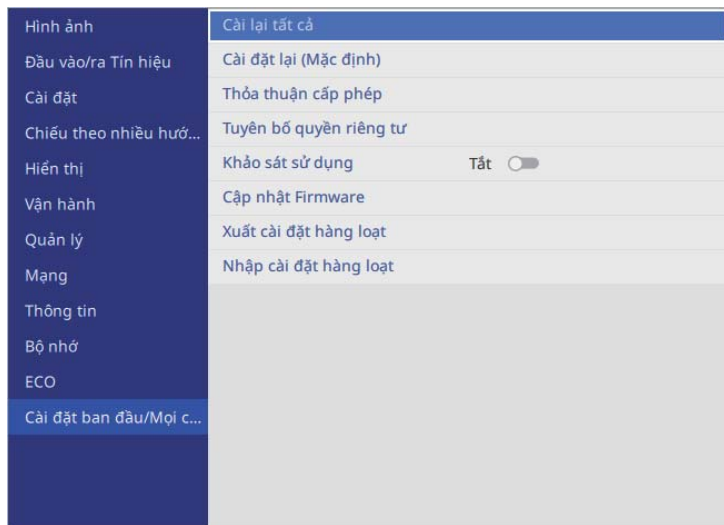 Hình ảnh
Đầu vào/ra Tín hiệu
Cài đặt
Chiếu theo nhiều hướ...
Hiển thị
Vận hành
Quản lý
Mạng
Thông tin
Bộ nhớ
ECO
Cài đặt ban đầu/Mọi c...
Cài lại tất cả
Cài đặt lại (Mặc định)
Thỏa thuận cấp phép
Tuyên bố quyền riêng tư
Khảo sát sử dụng Tắt
Cập nhật Firmware
Xuất cài đặt hàng loạt
Nhập cài đặt hàng loạt